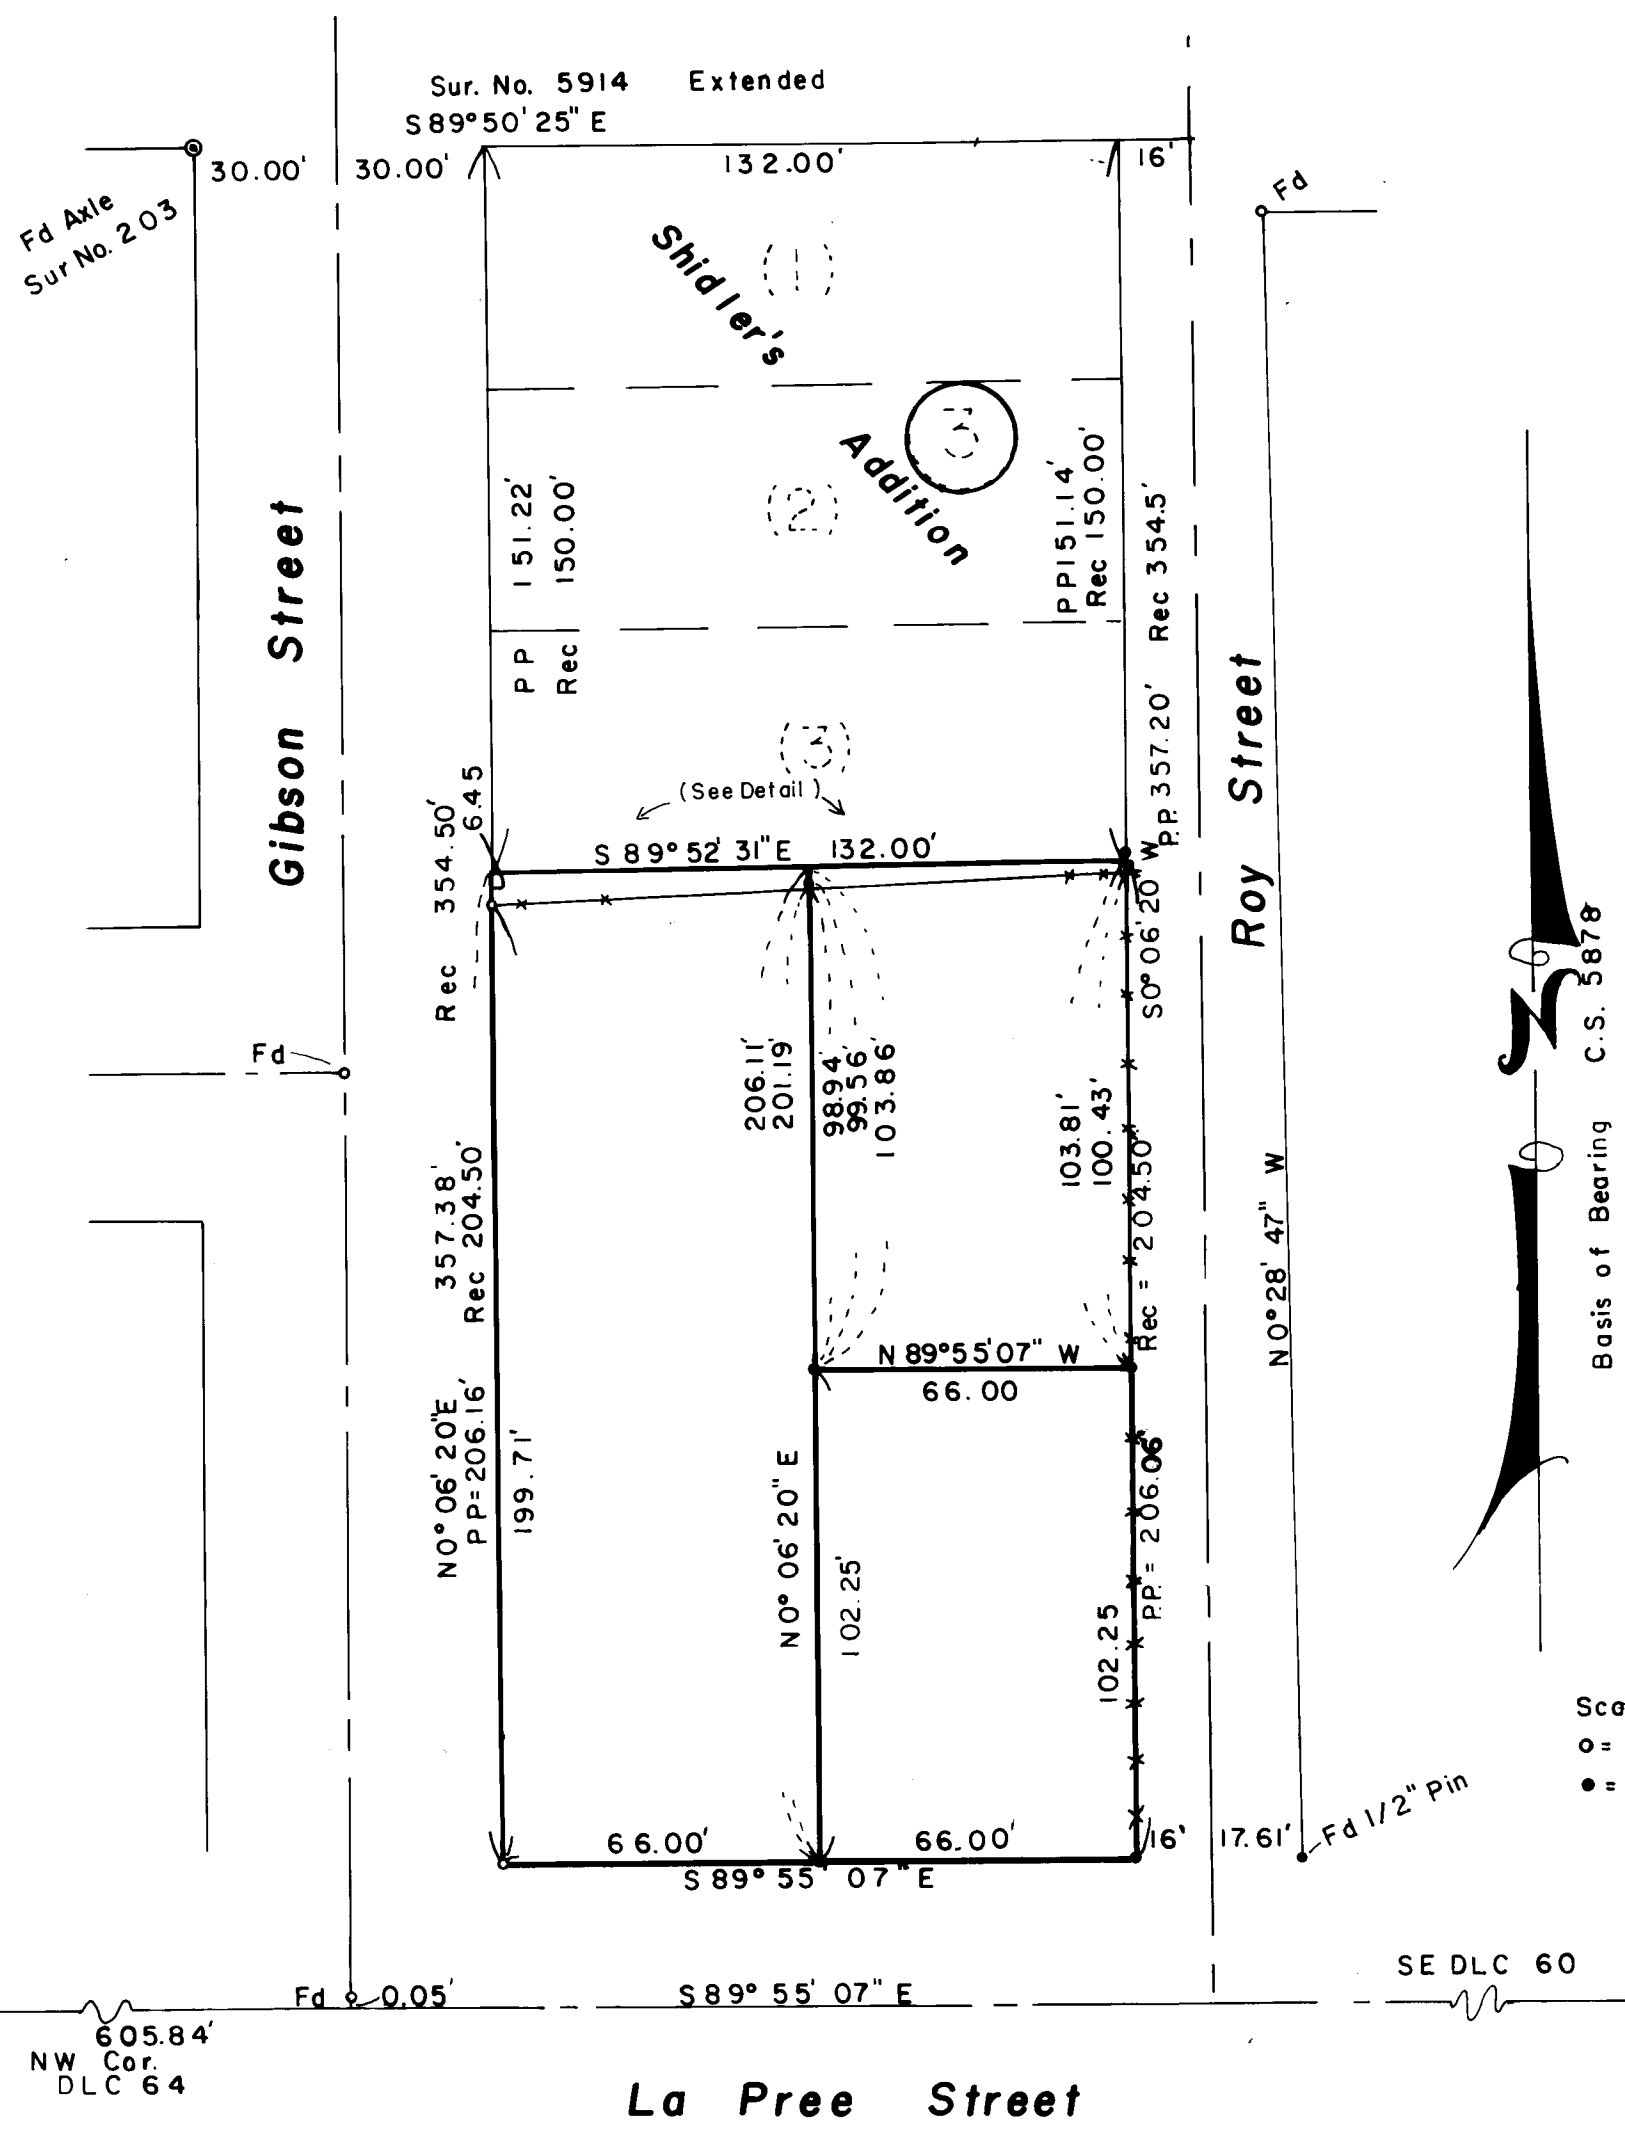 Sur. No. 5914 Extended
S 89° 50' 25" E
30.00'
30.00'
132.00'
16'
Fd
Fd Axle
Sur No. 203
Shidler's
Addition
(1)
3
(2)
(3)
Gibson Street
Roy Street
PP 151.22'
Rec 150.00'
PP 151.14'
Rec 150.00'
P.P. 357.20' Rec 354.5'
(See Detail)
6.45
Rec 354.50'
S 89° 52' 31" E 132.00'
S0° 06' 20" W
Fd
206.11'
201.19'
98.94'
99.56'
103.86'
103.81'
100.43'
Rec = 204.50'
N 0° 28' 47" W
N0° 06' 20" E 357.38'
PP = 206.16' Rec 204.50'
199.71'
N 89° 55' 07" W
66.00
N 0° 06' 20" E
102.25'
102.25
P.P. = 206.06'
N
Basis of Bearing C.S. 5878
Sca
o =
● =
66.00'
66.00'
16'
17.61'
Fd 1/2" Pin
S 89° 55' 07" E
SE DLC 60
Fd
0.05'
S 89° 55' 07" E
605.84'
NW Cor.
DLC 64
La Pree Street